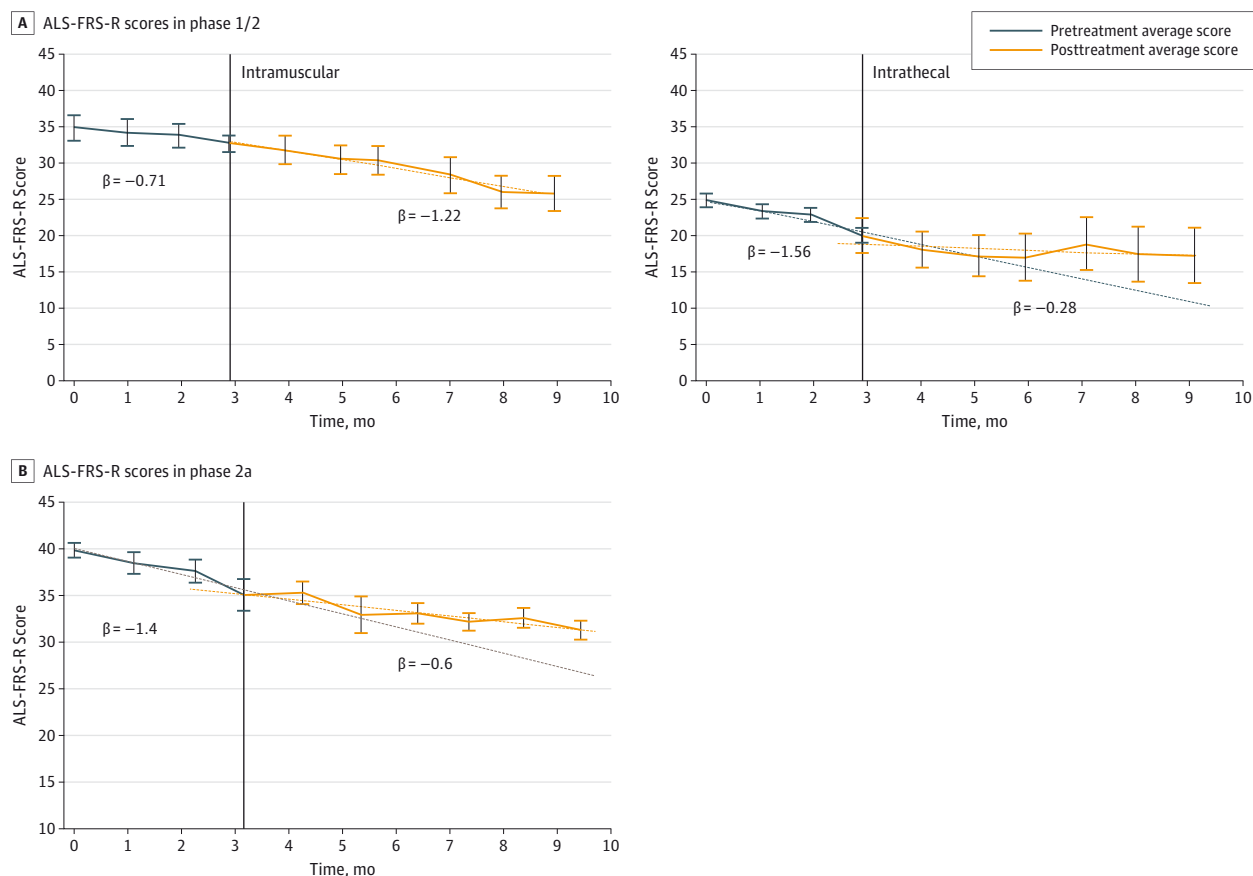 A ALS-FRS-R scores in phase 1/2
Pretreatment average score
Posttreatment average score
Intramuscular
45
40
35
30
25
20
15
10
5
0
ALS-FRS-R Score
β = −0.71
β = −1.22
0 1 2 3 4 5 6 7 8 9 10
Time, mo
Intrathecal
45
40
35
30
25
20
15
10
5
0
ALS-FRS-R Score
β = −1.56
β = −0.28
0 1 2 3 4 5 6 7 8 9 10
Time, mo
B ALS-FRS-R scores in phase 2a
45
40
35
30
25
20
15
10
ALS-FRS-R Score
β = −1.4
β = −0.6
0 1 2 3 4 5 6 7 8 9 10
Time, mo